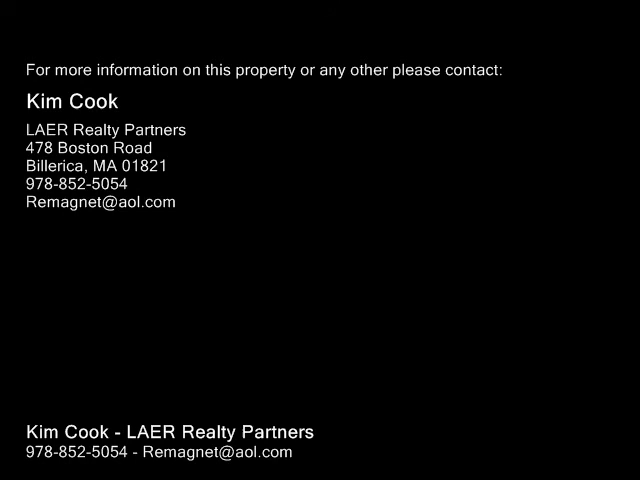 For more information on this property or any other please contact:
Kim Cook
LAER Realty Partners
478 Boston Road
Billerica, MA 01821
978-852-5054
Remagnet@aol.com
Kim Cook - LAER Realty Partners
978-852-5054 - Remagnet@aol.com